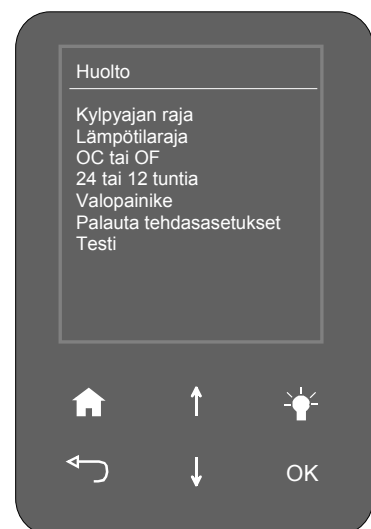 Huolto
Kylpyajan raja
Lämpötilaraja
OC tai OF
24 tai 12 tuntia
Valopainike
Palauta tehdasasetukset
Testi
OK